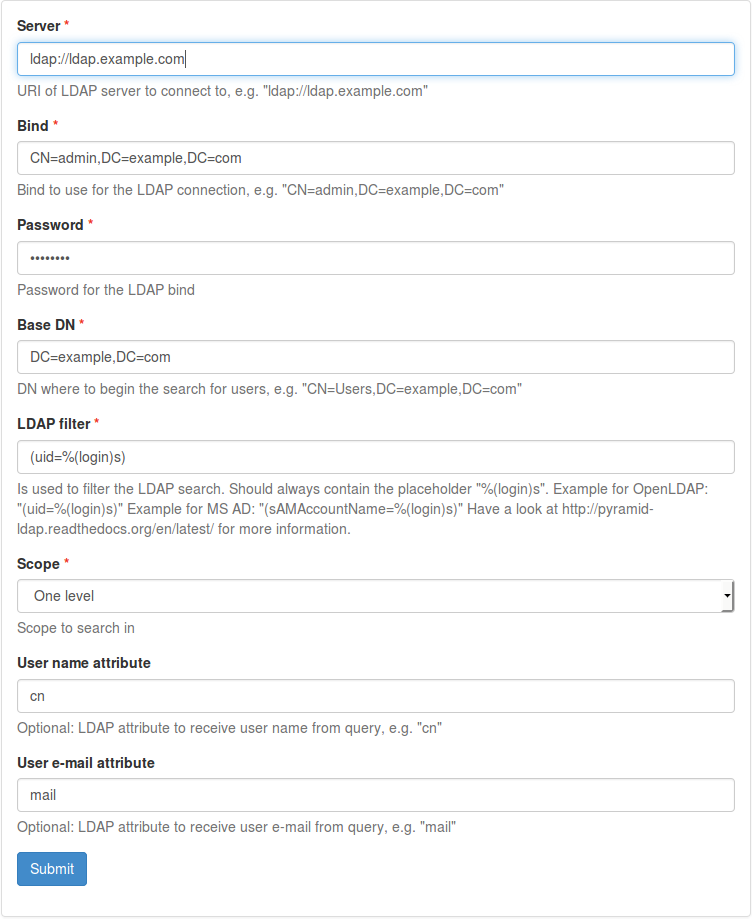 Server *
ldap://ldap.example.com
URI of LDAP server to connect to, e.g. "ldap://ldap.example.com"
Bind *
CN=admin,DC=example,DC=com
Bind to use for the LDAP connection, e.g. "CN=admin,DC=example,DC=com"
Password *
••••••••
Password for the LDAP bind
Base DN *
DC=example,DC=com
DN where to begin the search for users, e.g. "CN=Users,DC=example,DC=com"
LDAP filter *
(uid=%(login)s)
Is used to filter the LDAP search. Should always contain the placeholder "%(login)s". Example for OpenLDAP:
"(uid=%(login)s)" Example for MS AD: "(sAMAccountName=%(login)s)" Have a look at http://pyramid-
ldap.readthedocs.org/en/latest/ for more information.
Scope *
One level
Scope to search in
User name attribute
cn
Optional: LDAP attribute to receive user name from query, e.g. "cn"
User e-mail attribute
mail
Optional: LDAP attribute to receive user e-mail from query, e.g. "mail"
Submit